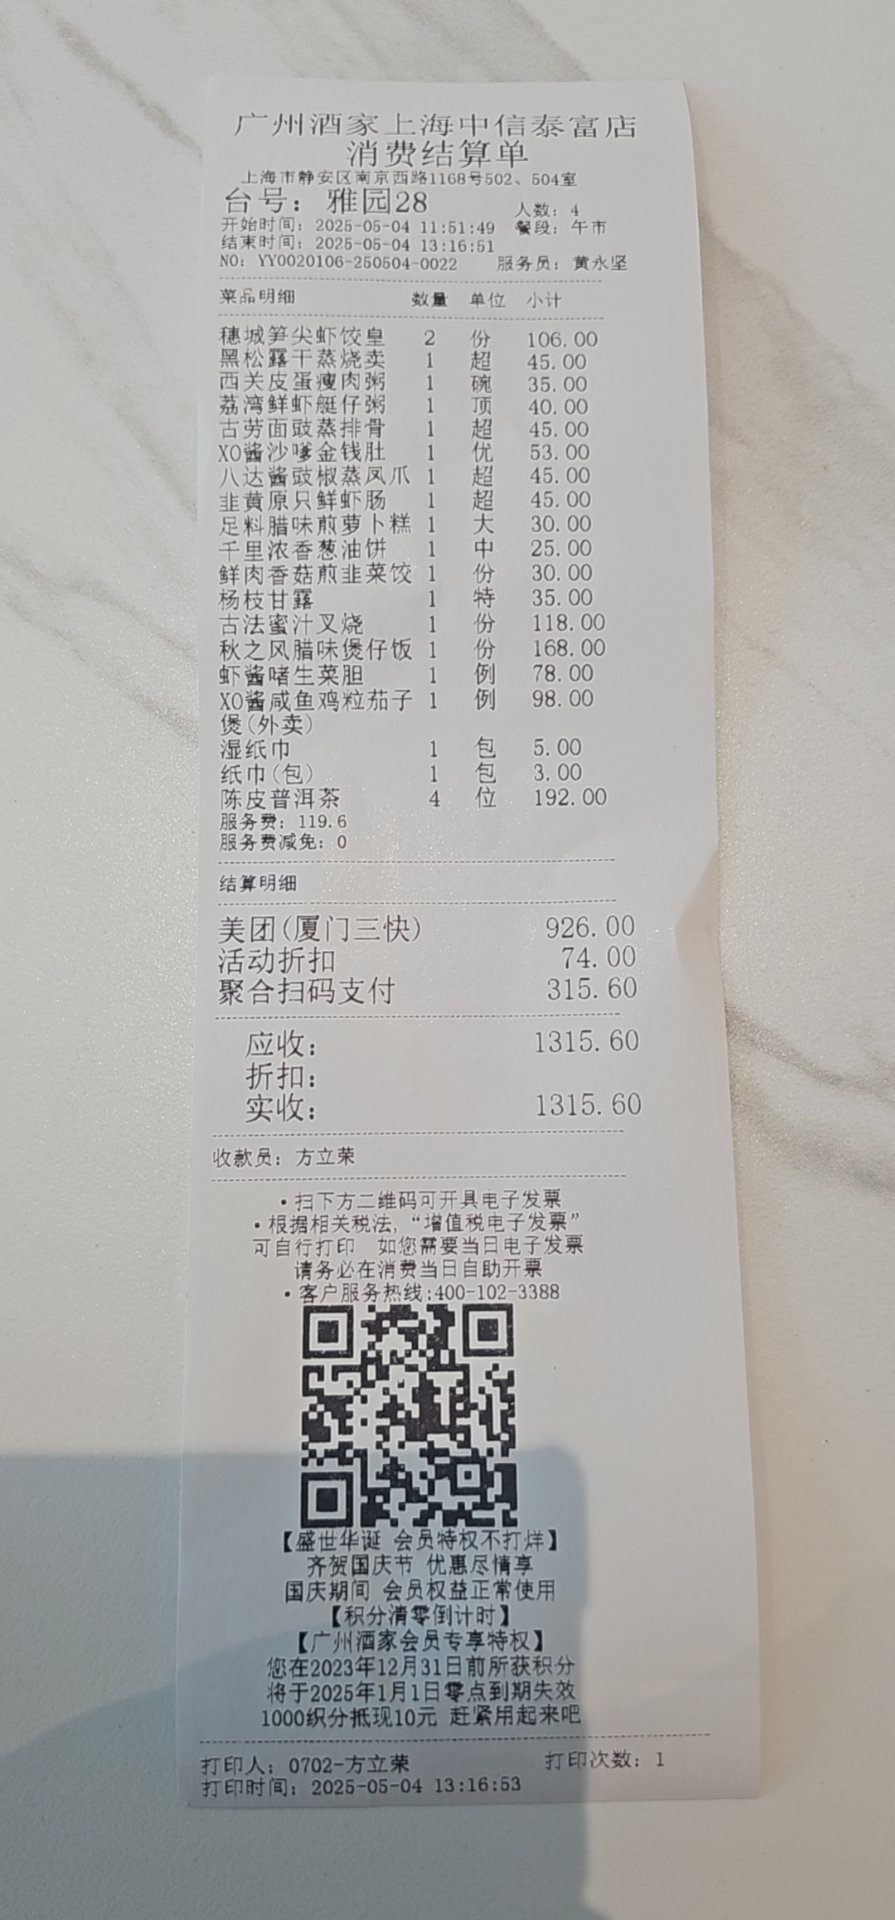 广州酒家上海中信泰富店
消费结算单
上海市静安区南京西路1168号502、504室
台号：雅园28 人数：4
开始时间：2025-05-04 11:51:49 餐段：午市
结束时间：2025-05-04 13:16:51
NO：YY0020106-250504-0022 服务员：黄永坚
菜品明细 数量 单位 小计
穗城笋尖虾饺皇 2 份 106.00
黑松露干蒸烧卖 1 超 45.00
西关皮蛋瘦肉粥 1 碗 35.00
荔湾鲜虾艇仔粥 1 顶 40.00
古劳面豉蒸排骨 1 超 45.00
XO酱沙嗲金钱肚 1 优 53.00
八达酱豉椒蒸凤爪 1 超 45.00
韭黄原只鲜虾肠 1 超 45.00
足料腊味煎萝卜糕 1 大 30.00
千里浓香葱油饼 1 中 25.00
鲜肉香菇煎韭菜饺 1 份 30.00
杨枝甘露 1 特 35.00
古法蜜汁叉烧 1 份 118.00
秋之风腊味煲仔饭 1 份 168.00
虾酱啫生菜胆 1 例 78.00
XO酱咸鱼鸡粒茄子 1 例 98.00
煲(外卖)
湿纸巾 1 包 5.00
纸巾(包) 1 包 3.00
陈皮普洱茶 4 位 192.00
服务费：119.6
服务费减免：0
结算明细
美团(厦门三快) 926.00
活动折扣 74.00
聚合扫码支付 315.60
应收： 1315.60
折扣：
实收： 1315.60
收款员：方立荣
·扫下方二维码可开具电子发票
·根据相关税法，“增值税电子发票”
可自行打印 如您需要当日电子发票
请务必在消费当日自助开票
·客户服务热线:400-102-3388
【盛世华诞 会员特权不打烊】
齐贺国庆节 优惠尽情享
国庆期间 会员权益正常使用
【积分清零倒计时】
【广州酒家会员专享特权】
您在2023年12月31日前所获积分
将于2025年1月1日零点到期失效
1000织分抵现10元 赶紧用起来吧
打印人：0702-方立荣 打印次数：1
打印时间：2025-05-04 13:16:53